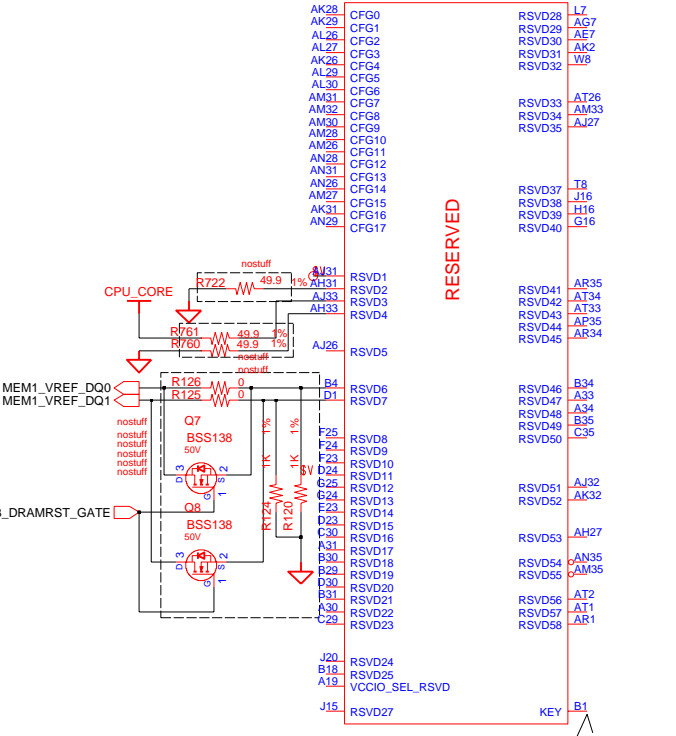 AK28 CFG0 RSVD28 L7
AK29 CFG1 RSVD29 AG7
AL26 CFG2 RSVD30 AE7
AL27 CFG3 RSVD31 AK2
AK26 CFG4 RSVD32 W8
AL29 CFG5
AL30 CFG6
AM31 CFG7 RSVD33 AT26
AM32 CFG8 RSVD34 AM33
AM30 CFG9 RSVD35 AJ27
AM28 CFG10
AM26 CFG11
AN28 CFG12
AN31 CFG13
AN26 CFG14 RSVD37 T8
AM27 CFG15 RSVD38 J16
AK31 CFG16 RSVD39 H16
AN29 CFG17 RSVD40 G16
RESERVED
nostuff
R722 49.9 1%
AJ31 RSVD1
AH31 RSVD2 RSVD41 AR35
CPU_CORE
AJ33 RSVD3 RSVD42 AT34
AH33 RSVD4 RSVD43 AT33
RSVD44 AP35
RSVD45 AR34
R761 49.9 1%
R760 49.9 1%
AJ26 RSVD5
nostuff
nostuff
MEM1_VREF_DQ0 R126 0 B4 RSVD6 RSVD46 B34
MEM1_VREF_DQ1 R125 0 D1 RSVD7 RSVD47 A33
RSVD48 A34
RSVD49 B35
nostuff
nostuff
nostuff
nostuff
nostuff
Q7
BSS138
50V
D 3 S 2
G 1
1K 1%
1K 1%
R124
R120
F25 RSVD8 RSVD50 C35
F24 RSVD9
F23 RSVD10
D24 RSVD11
G25 RSVD12 RSVD51 AJ32
G24 RSVD13 RSVD52 AK32
E23 RSVD14
D23 RSVD15
C30 RSVD16 RSVD53 AH27
A31 RSVD17
B30 RSVD18 RSVD54 AN35
B29 RSVD19 RSVD55 AM35
D30 RSVD20
B31 RSVD21 RSVD56 AT2
A30 RSVD22 RSVD57 AT1
C29 RSVD23 RSVD58 AR1
_DRAMRST_GATE
Q8
BSS138
50V
D 3 S 2
G 1
J20 RSVD24
B18 RSVD25
A19 VCCIO_SEL_RSVD
J15 RSVD27 KEY B1